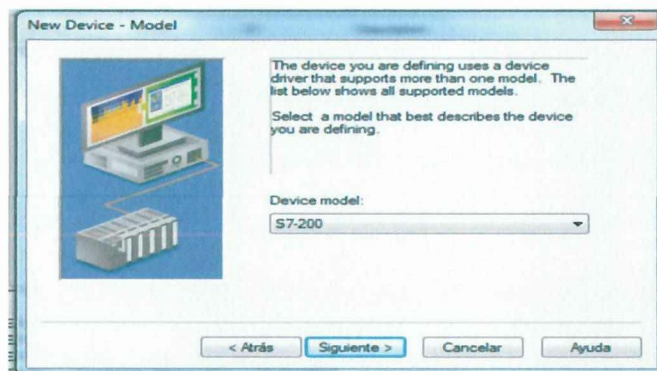 New Device - Model
The device you are defining uses a device
driver that supports more than one model. The
list below shows all supported models.
Select a model that best describes the device
you are defining.
Device model:
S7-200
< Atrás
Siguiente >
Cancelar
Ayuda